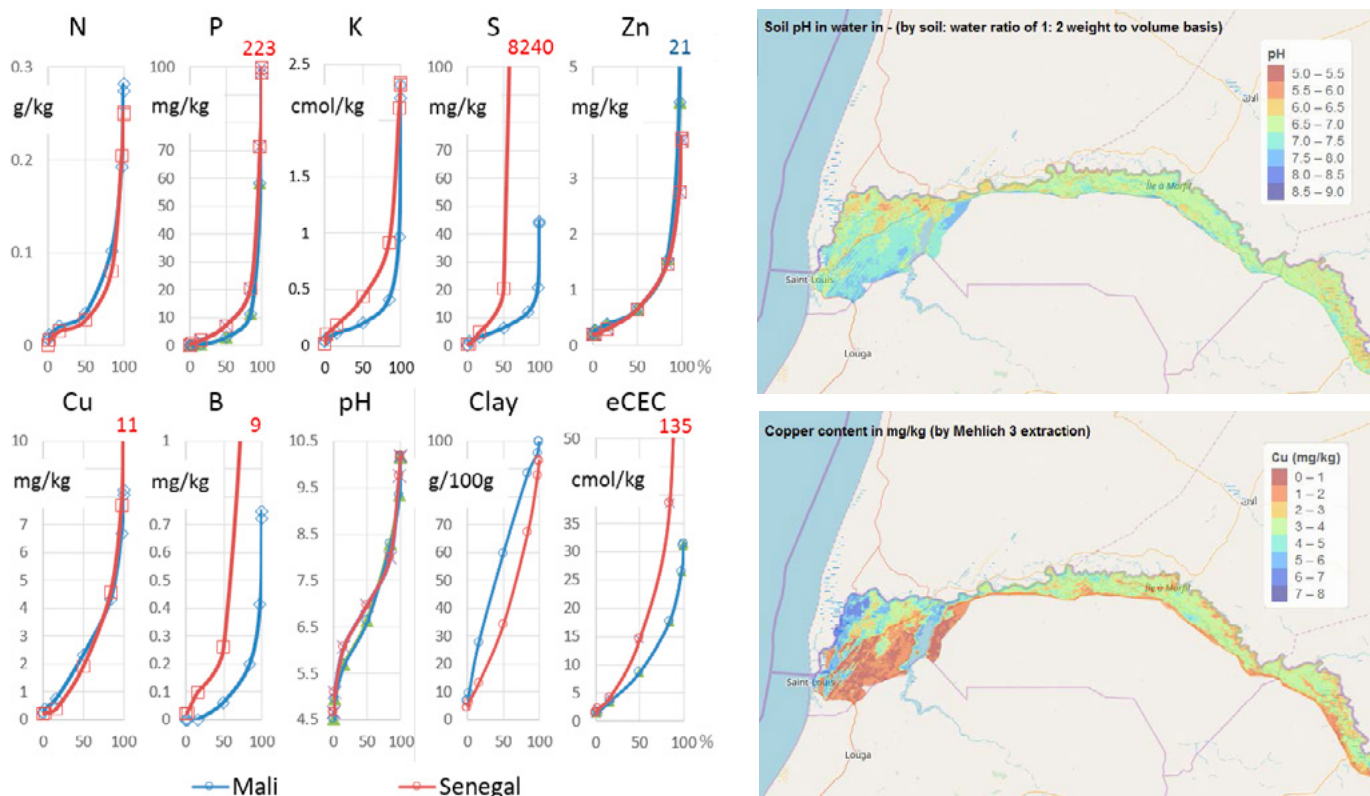 N
P
K
S
Zn
223
8240
21
0.3
g/kg
0.2
0.1
0
100
mg/kg
70
60
50
40
30
20
10
0
2.5
cmol/kg
1.5
1
0.5
0
100
mg/kg
70
60
50
40
30
20
10
0
5
mg/kg
3
2
1
0
0 50 100
0 50 100
0 50 100
0 50 100
0 50 100 %
Cu
B
pH
Clay
eCEC
11
9
135
10
mg/kg
7
6
5
4
3
2
1
0
1
mg/kg
0.8
0.6
0.4
0.3
0.2
0.1
0
10.5
9.5
8.5
7.5
6.5
5.5
4.5
100
g/100g
70
60
50
40
30
20
10
0
50
cmol/kg
35
30
25
20
15
10
5
0
0 50 100
0 50 100
0 50 100
0 50 100
0 50 100 %
Mali
Senegal
Soil pH in water in - (by soil: water ratio of 1: 2 weight to volume basis)
pH
5.0 – 5.5
5.5 – 6.0
6.0 – 6.5
6.5 – 7.0
7.0 – 7.5
7.5 – 8.0
8.0 – 8.5
8.5 – 9.0
Île à Morfil
Saint-Louis
Louga
Copper content in mg/kg (by Mehlich 3 extraction)
Cu (mg/kg)
0 – 1
1 – 2
2 – 3
3 – 4
4 – 5
5 – 6
6 – 7
7 – 8
Île à Morfil
Saint-Louis
Louga